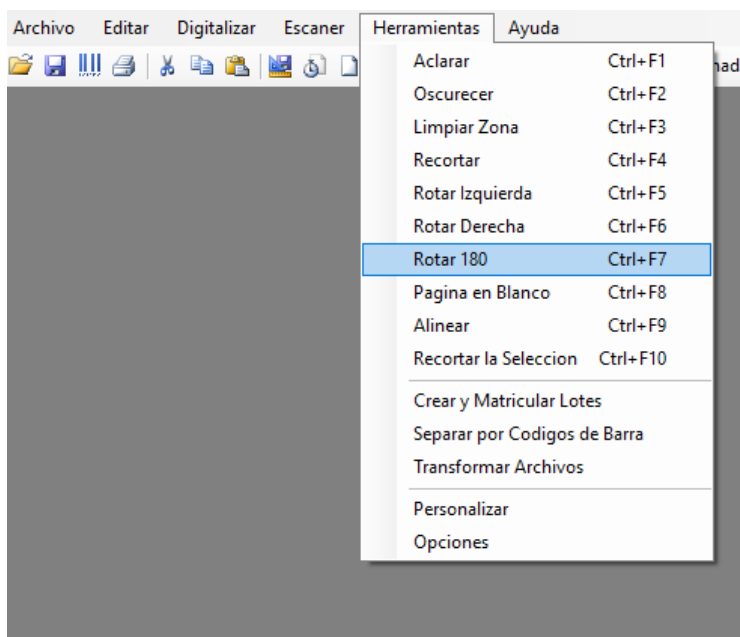 Archivo Editar Digitalizar Escaner Herramientas Ayuda
Aclarar Ctrl+F1
Oscurecer Ctrl+F2
Limpiar Zona Ctrl+F3
Recortar Ctrl+F4
Rotar Izquierda Ctrl+F5
Rotar Derecha Ctrl+F6
Rotar 180 Ctrl+F7
Pagina en Blanco Ctrl+F8
Alinear Ctrl+F9
Recortar la Seleccion Ctrl+F10
Crear y Matricular Lotes
Separar por Codigos de Barra
Transformar Archivos
Personalizar
Opciones